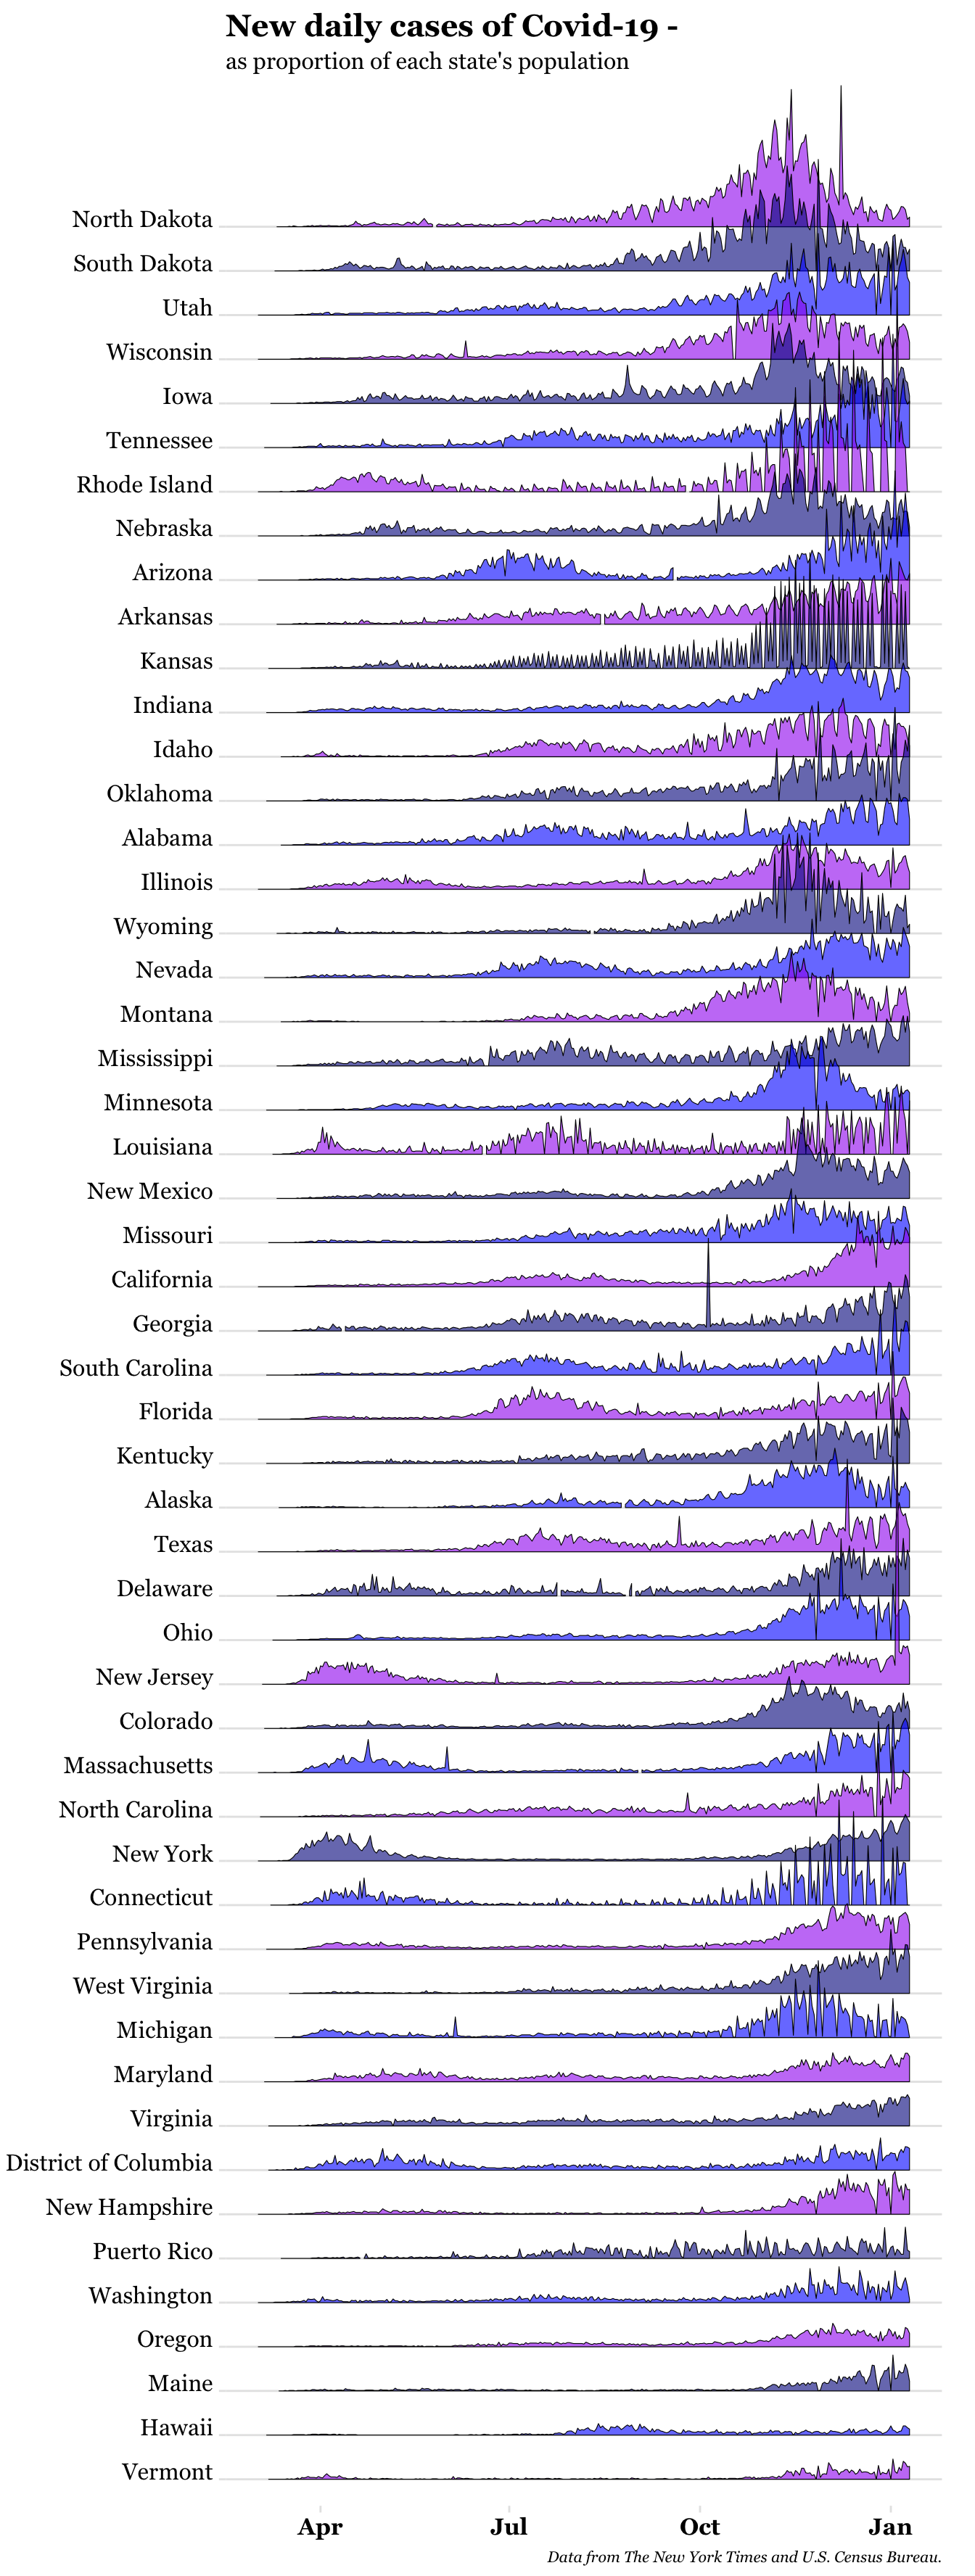 New daily cases of Covid-19 -
as proportion of each state's population
North Dakota
South Dakota
Utah
Wisconsin
Iowa
Tennessee
Rhode Island
Nebraska
Arizona
Arkansas
Kansas
Indiana
Idaho
Oklahoma
Alabama
Illinois
Wyoming
Nevada
Montana
Mississippi
Minnesota
Louisiana
New Mexico
Missouri
California
Georgia
South Carolina
Florida
Kentucky
Alaska
Texas
Delaware
Ohio
New Jersey
Colorado
Massachusetts
North Carolina
New York
Connecticut
Pennsylvania
West Virginia
Michigan
Maryland
Virginia
District of Columbia
New Hampshire
Puerto Rico
Washington
Oregon
Maine
Hawaii
Vermont
Apr Jul Oct Jan
Data from The New York Times and U.S. Census Bureau.